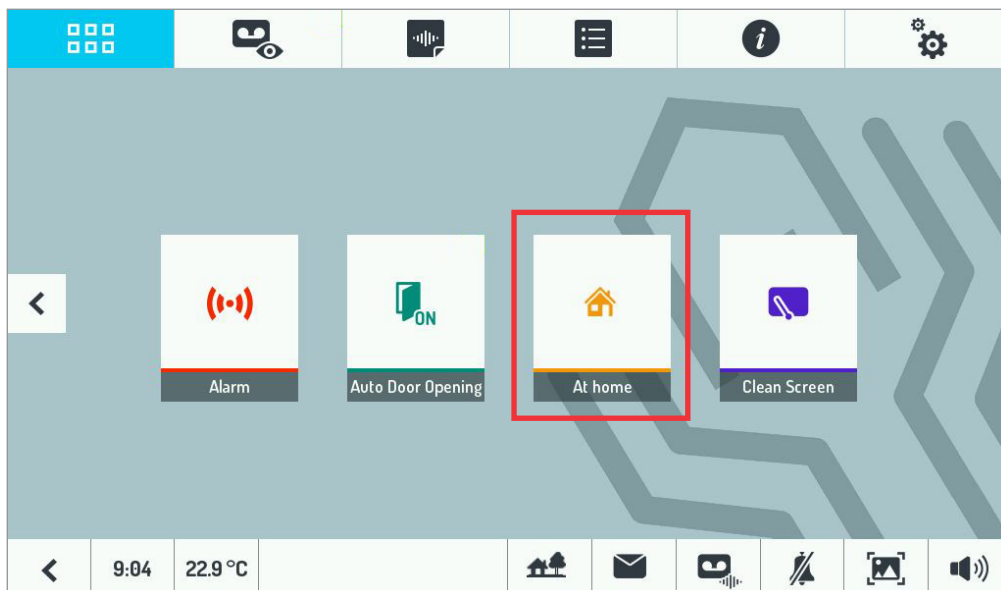 ON
Alarm
Auto Door Opening
At home
Clean Screen
9:04
22.9 °C